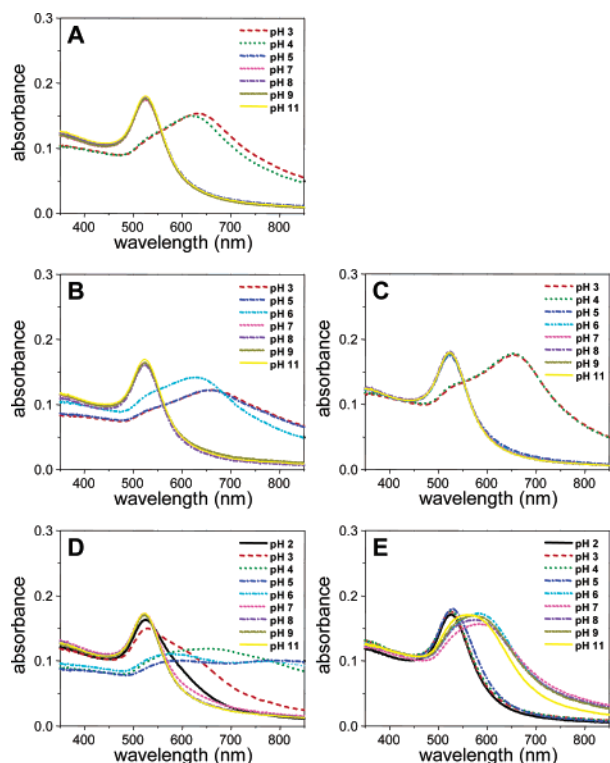 A
pH 3
pH 4
pH 5
pH 7
pH 8
pH 9
pH 11
absorbance
0.3
0.2
0.1
0.0
400 500 600 700 800
wavelength (nm)
B
pH 3
pH 5
pH 6
pH 7
pH 8
pH 9
pH 11
absorbance
0.3
0.2
0.1
0.0
400 500 600 700 800
wavelength (nm)
C
pH 3
pH 4
pH 5
pH 6
pH 7
pH 8
pH 9
pH 11
absorbance
0.3
0.2
0.1
0.0
400 500 600 700 800
wavelength (nm)
D
pH 2
pH 3
pH 4
pH 5
pH 6
pH 7
pH 8
pH 9
pH 11
absorbance
0.3
0.2
0.1
0.0
400 500 600 700 800
wavelength (nm)
E
pH 2
pH 3
pH 4
pH 5
pH 6
pH 7
pH 8
pH 9
pH 11
absorbance
0.3
0.2
0.1
0.0
400 500 600 700 800
wavelength (nm)